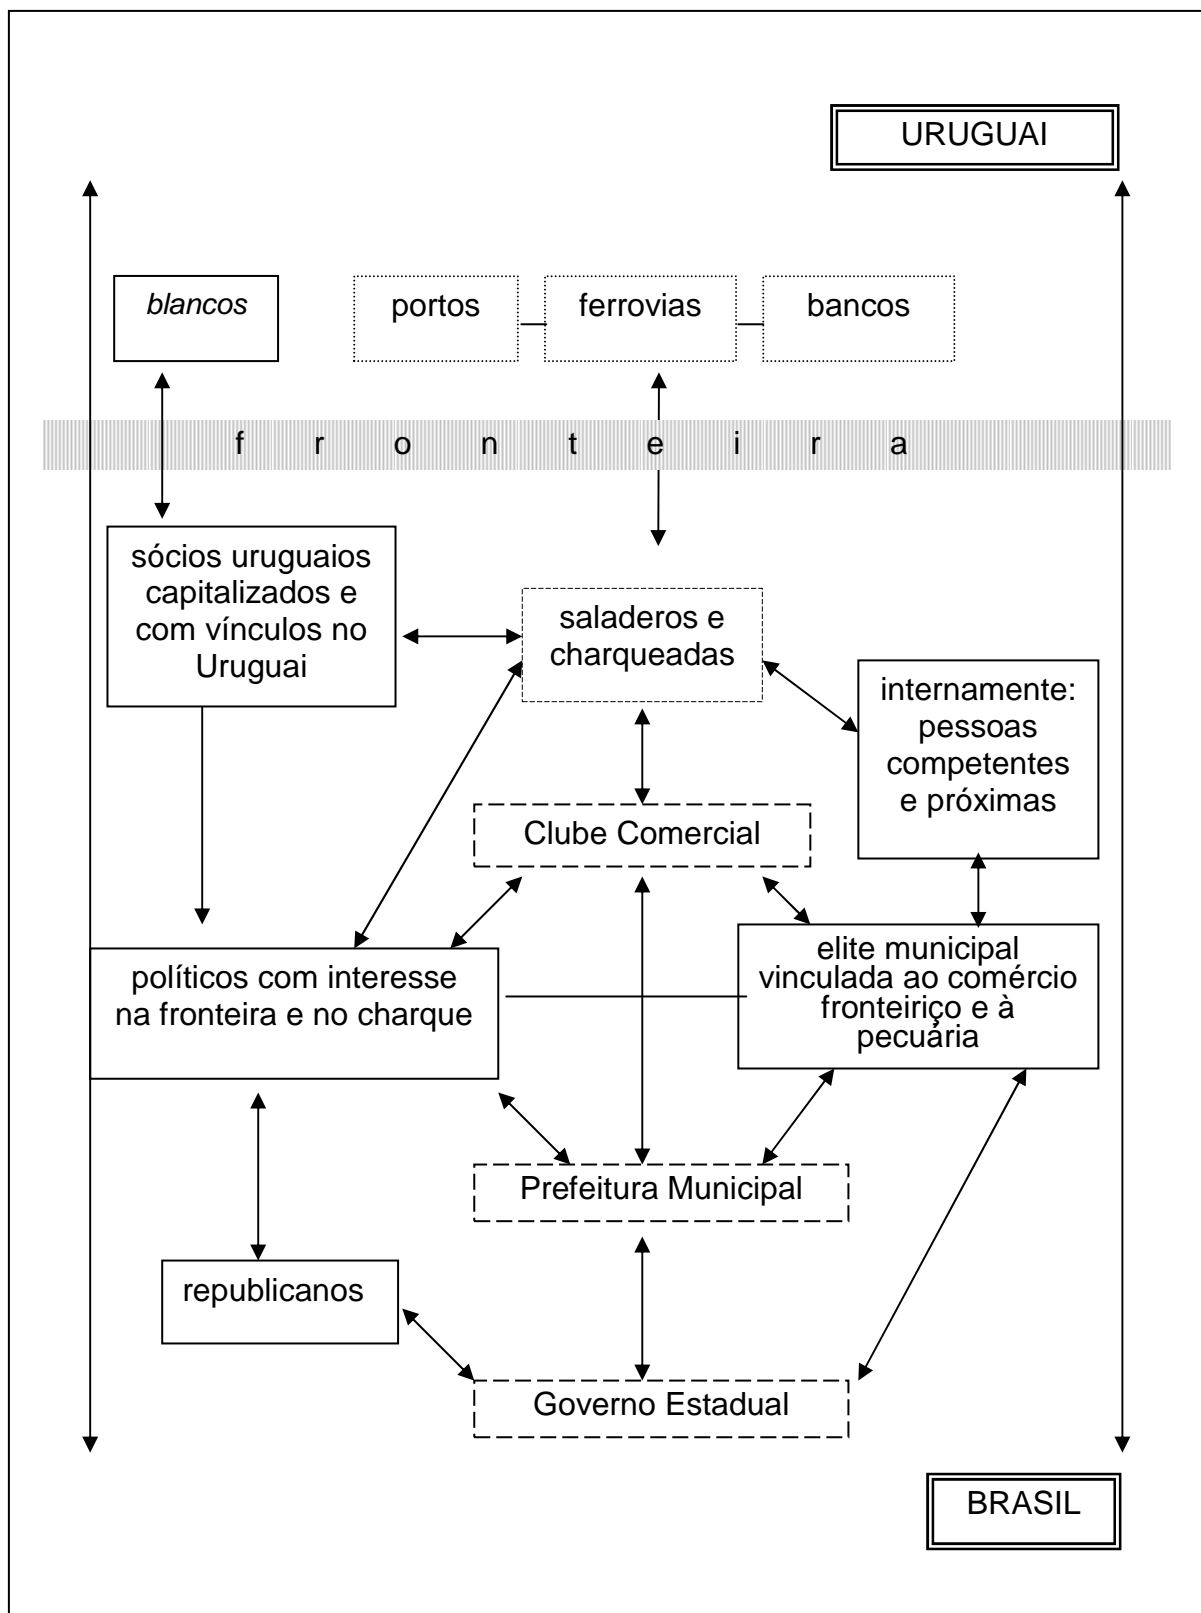 URUGUAI
blancos
portos
ferrovias
bancos
f r o n t e i r a
sócios uruguaios
capitalizados e
com vínculos no
Uruguai
saladeros e
charqueadas
internamente:
pessoas
competentes
e próximas
Clube Comercial
políticos com interesse
na fronteira e no charque
elite municipal
vinculada ao comércio
fronteiriço e à
pecuária
Prefeitura Municipal
republicanos
Governo Estadual
BRASIL